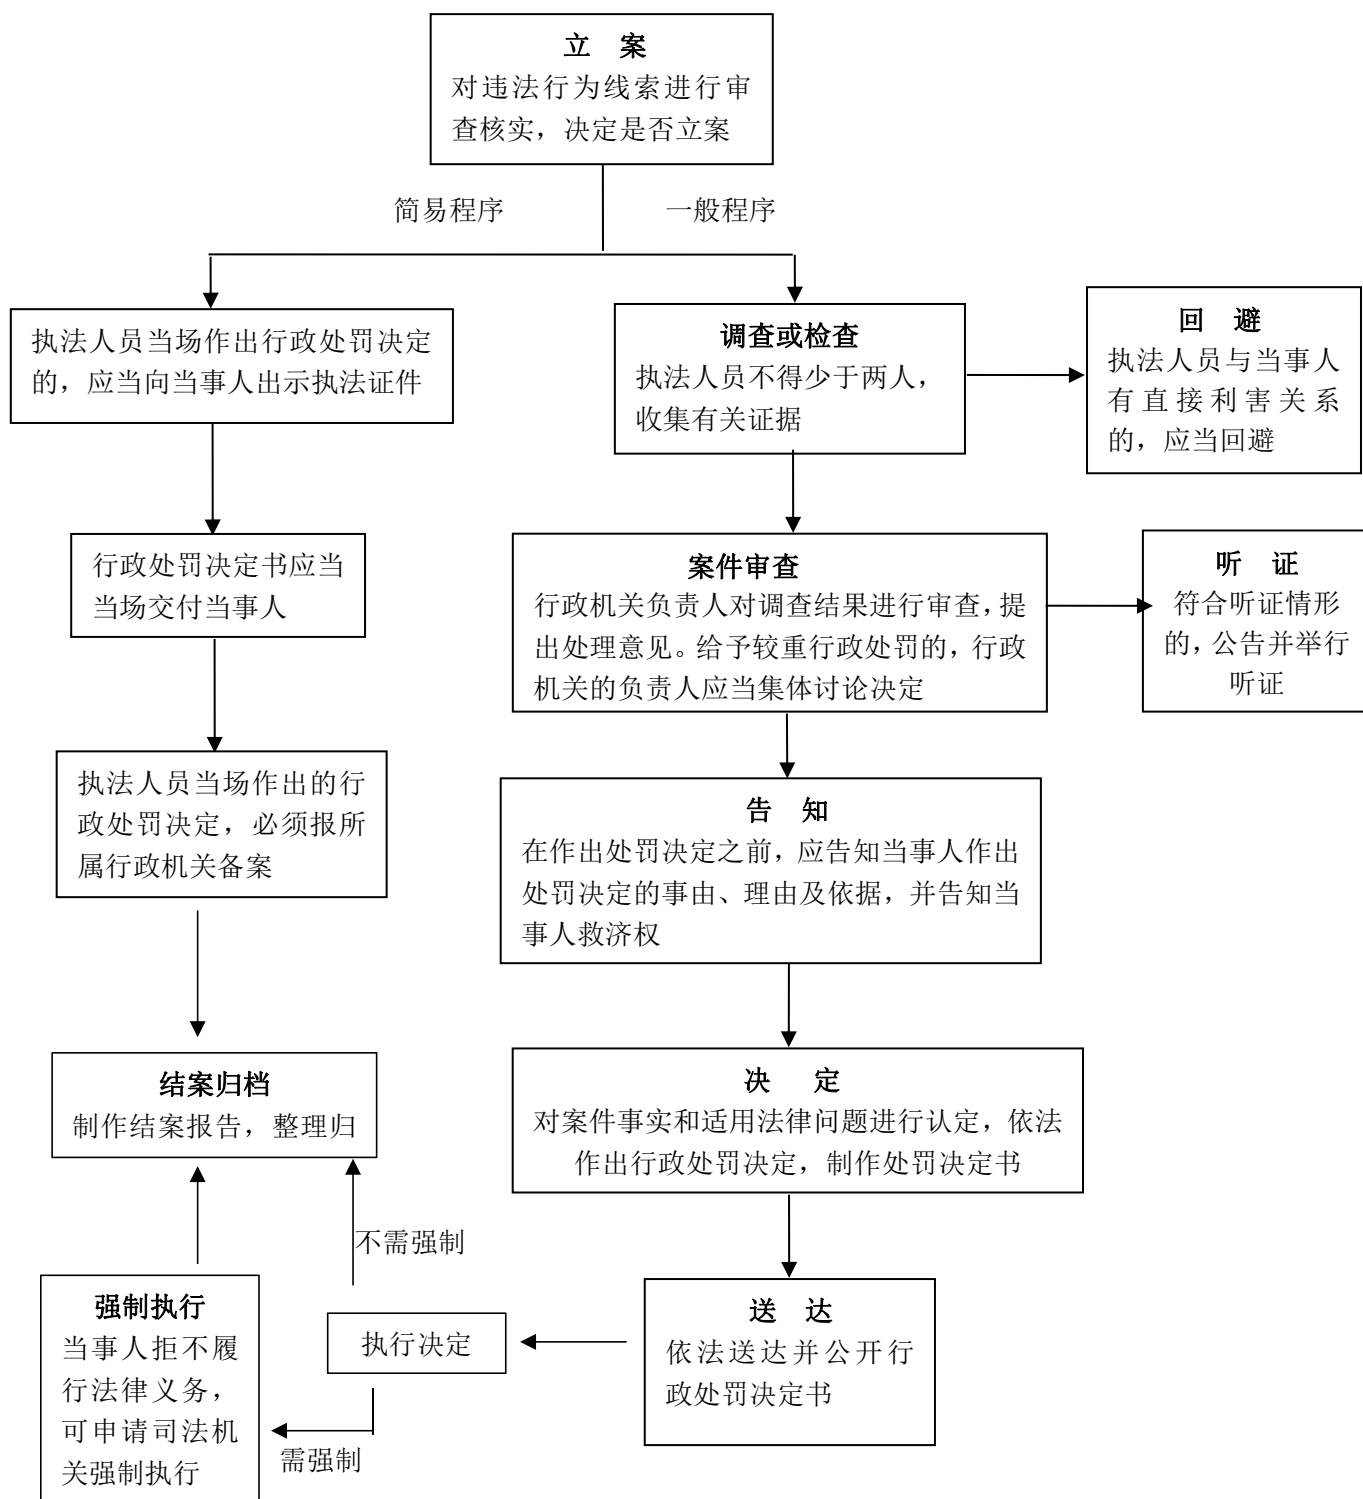 立　案
对违法行为线索进行审
查核实，决定是否立案
简易程序
一般程序
执法人员当场作出行政处罚决定
的，应当向当事人出示执法证件
调查或检查
执法人员不得少于两人，
收集有关证据
回　避
执法人员与当事人
有直接利害关系
的，应当回避
行政处罚决定书应当
当场交付当事人
案件审查
行政机关负责人对调查结果进行审查，提
出处理意见。给予较重行政处罚的，行政
机关的负责人应当集体讨论决定
听　证
符合听证情形
的，公告并举行
听证
执法人员当场作出的行
政处罚决定，必须报所
属行政机关备案
告　知
在作出处罚决定之前，应告知当事人作出
处罚决定的事由、理由及依据，并告知当
事人救济权
结案归档
制作结案报告，整理归
决　定
对案件事实和适用法律问题进行认定，依法
作出行政处罚决定，制作处罚决定书
不需强制
强制执行
当事人拒不履
行法律义务，
可申请司法机
关强制执行
执行决定
需强制
送　达
依法送达并公开行
政处罚决定书